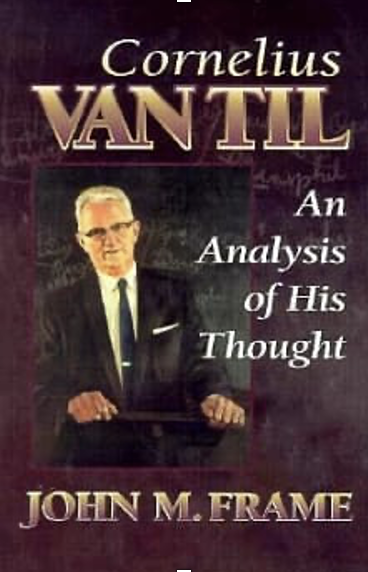 Cornelius
VAN TIL
An
Analysis
of His
Thought
JOHN M. FRAME